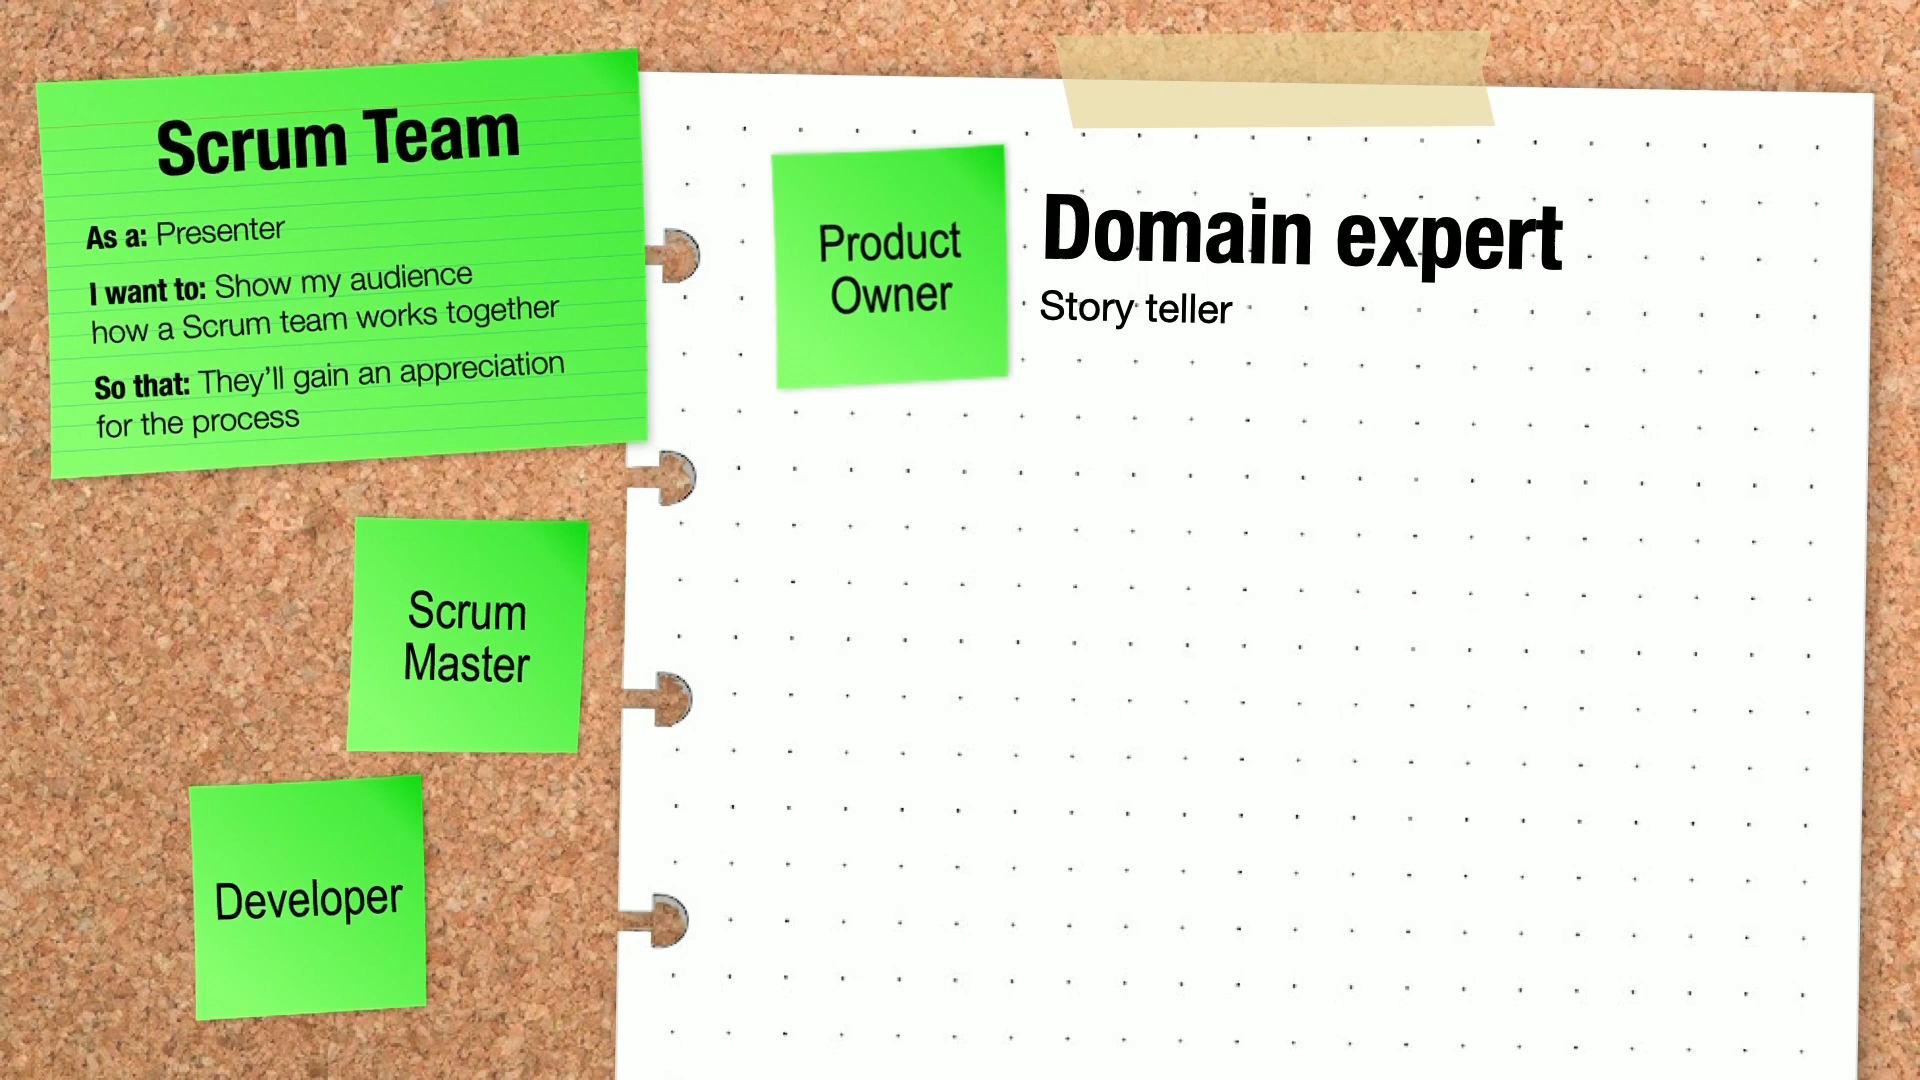 Scrum Team
As a: Presenter
I want to: Show my audience
how a Scrum team works together
So that: They’ll gain an appreciation
for the process
Product
Owner
Domain expert
Story teller
Scrum
Master
Developer